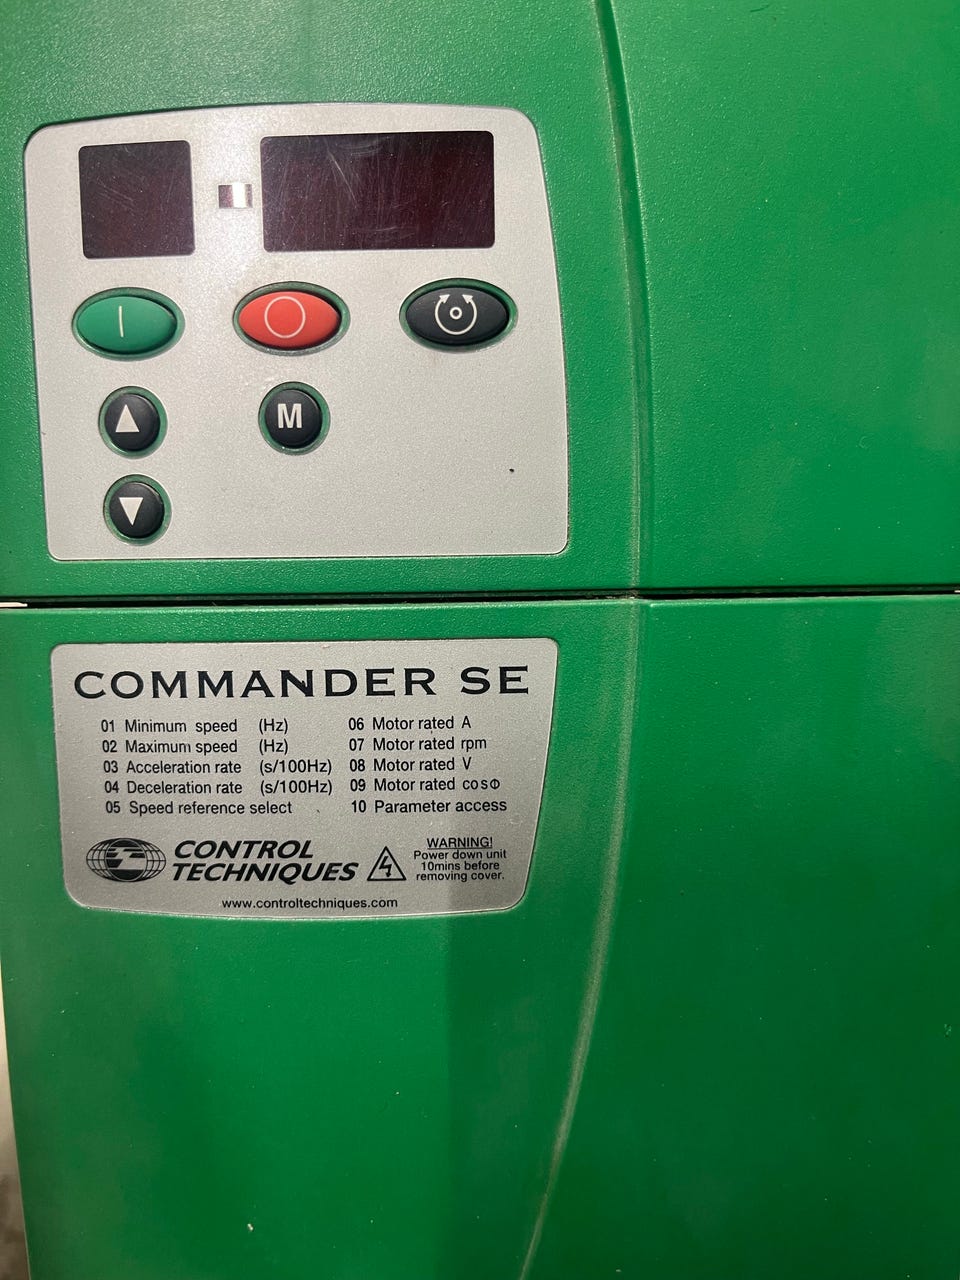 M
COMMANDER SE
01 Minimum speed (Hz)
02 Maximum speed (Hz)
03 Acceleration rate (s/100Hz)
04 Deceleration rate (s/100Hz)
05 Speed reference select
06 Motor rated A
07 Motor rated rpm
08 Motor rated V
09 Motor rated cosΦ
10 Parameter access
CONTROL
TECHNIQUES
WARNING!
Power down unit
10mins before
removing cover.
www.controltechniques.com